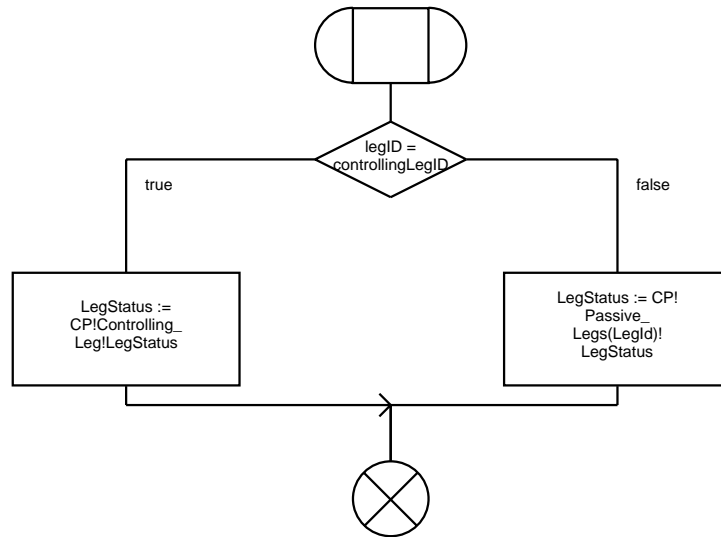 legID =
controllingLegID
true
false
LegStatus :=
CP!Controlling_
Leg!LegStatus
LegStatus := CP!
Passive_
Legs(LegId)!
LegStatus